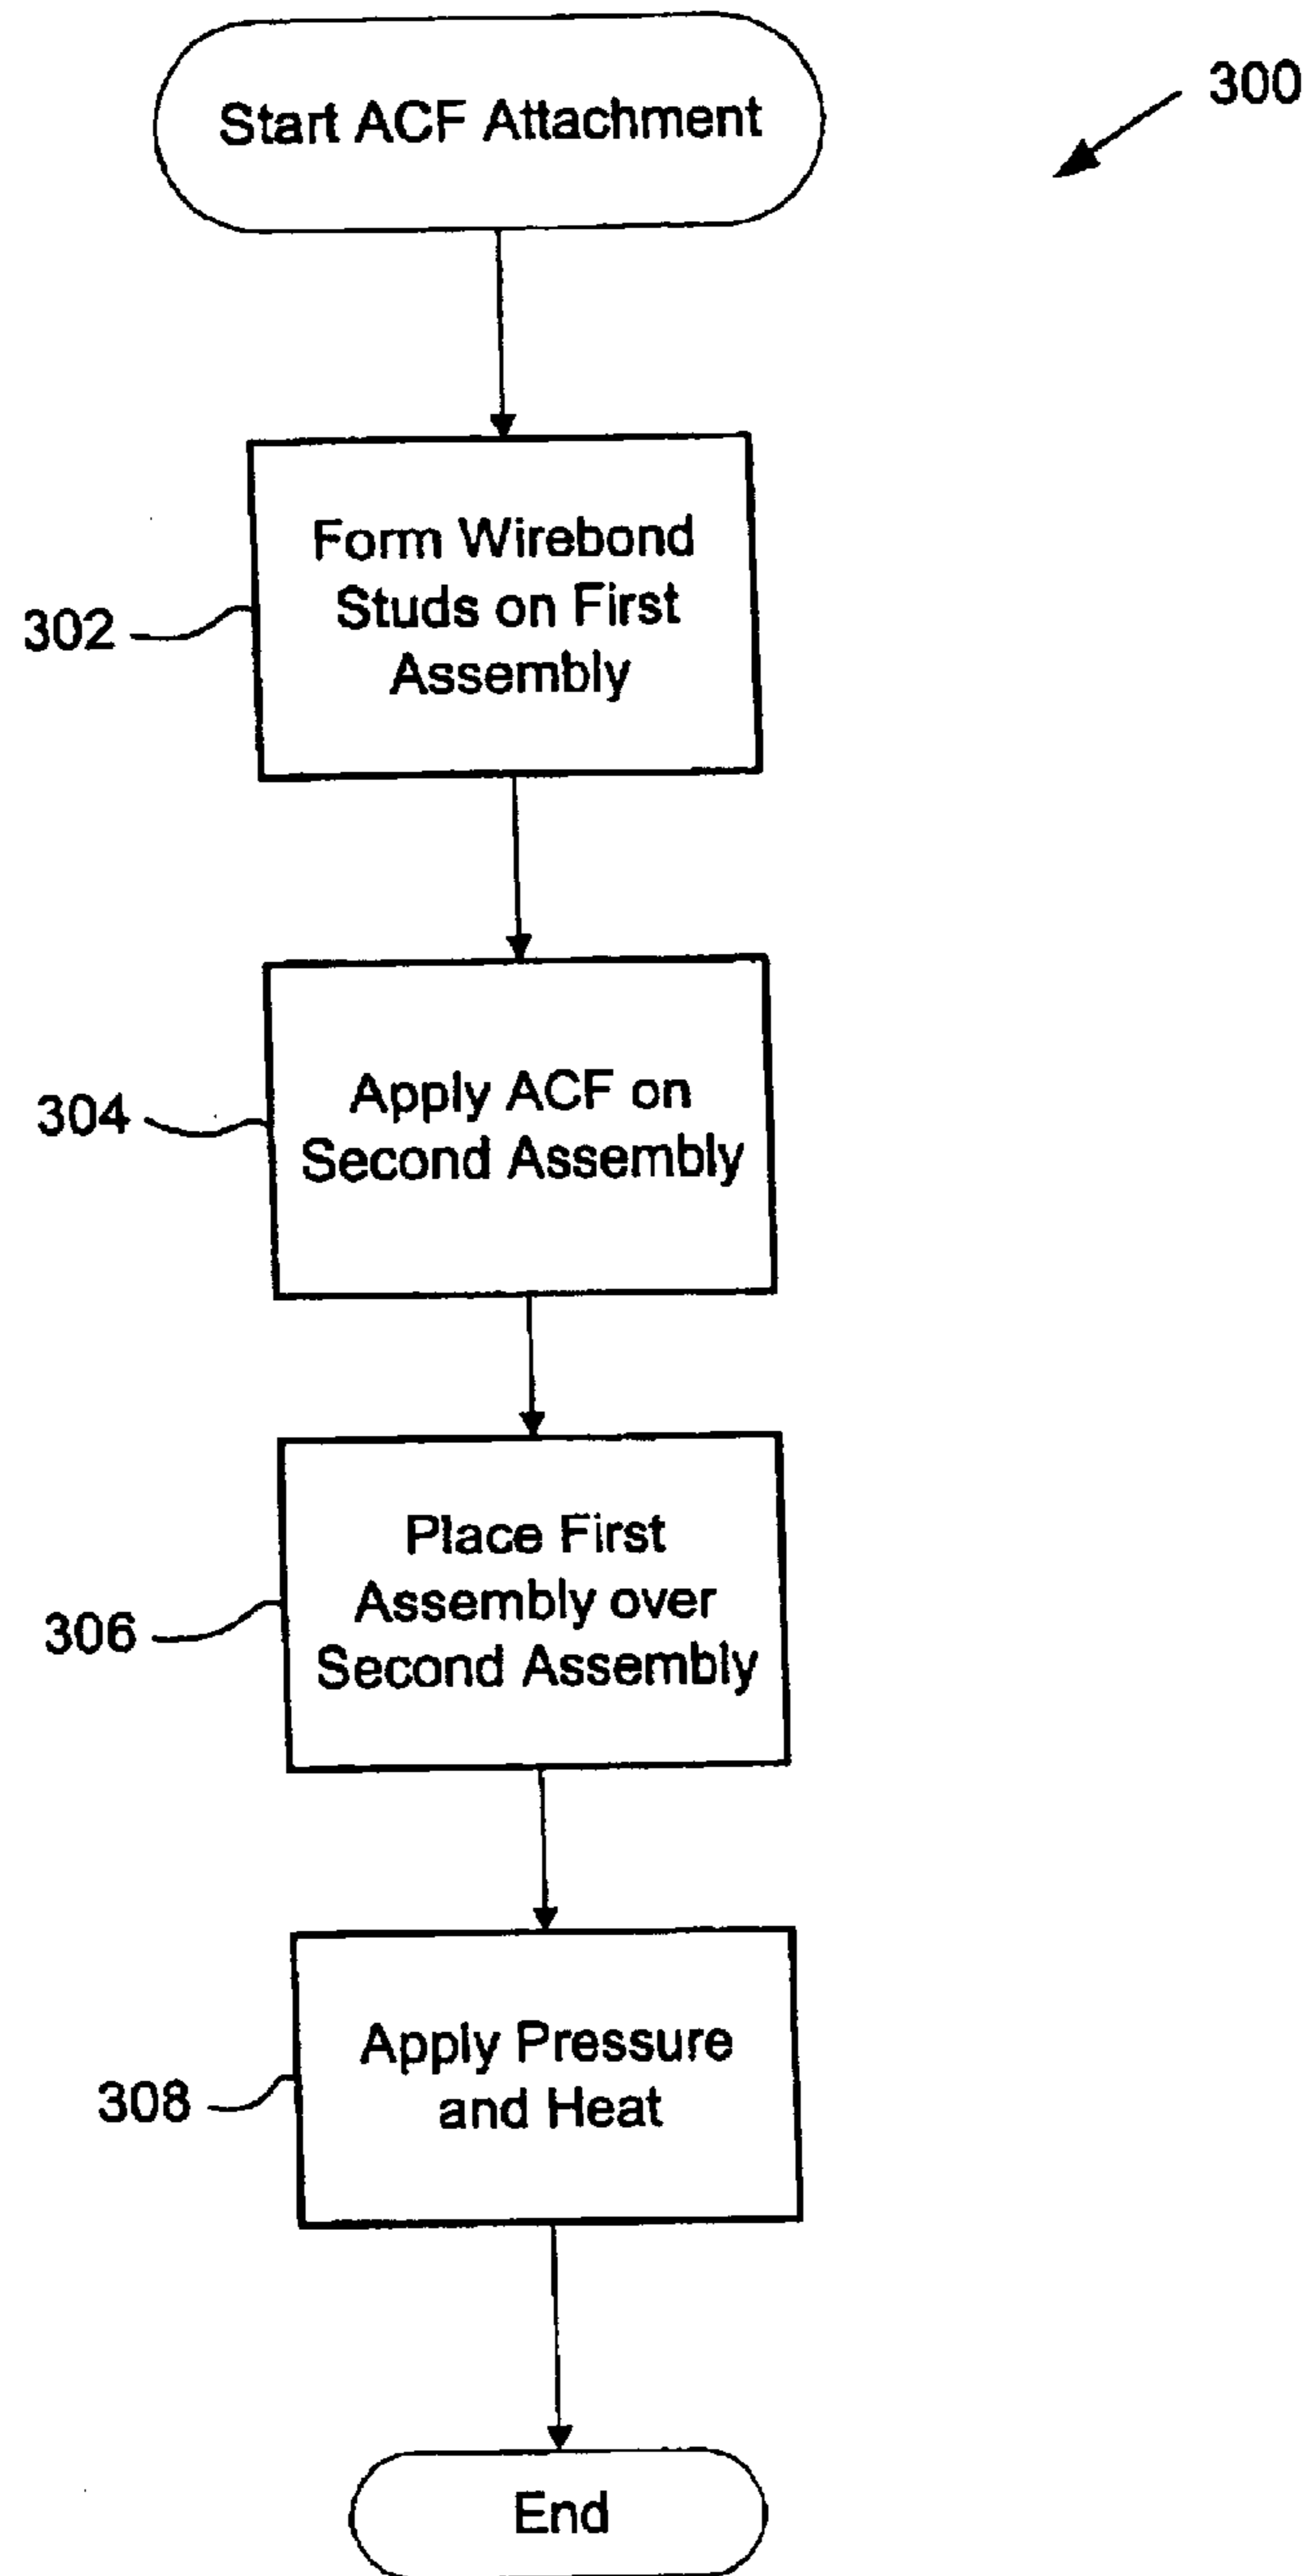 Start ACF Attachment
300
Form Wirebond
Studs on First
Assembly
302
Apply ACF on
Second Assembly
304
Place First
Assembly over
Second Assembly
306
Apply Pressure
and Heat
308
End